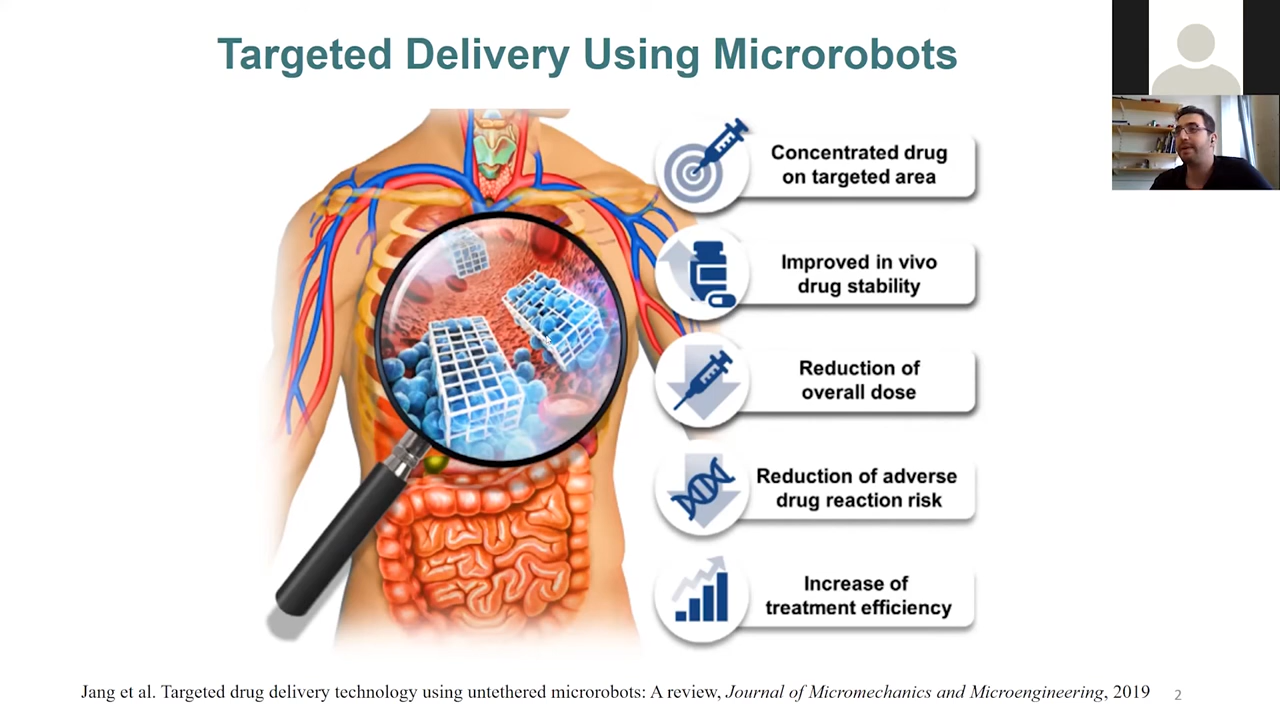 Targeted Delivery Using Microrobots
Concentrated drug
on targeted area
Improved in vivo
drug stability
Reduction of
overall dose
Reduction of adverse
drug reaction risk
Increase of
treatment efficiency
Jang et al. Targeted drug delivery technology using untethered microrobots: A review, Journal of Micromechanics and Microengineering, 2019
2